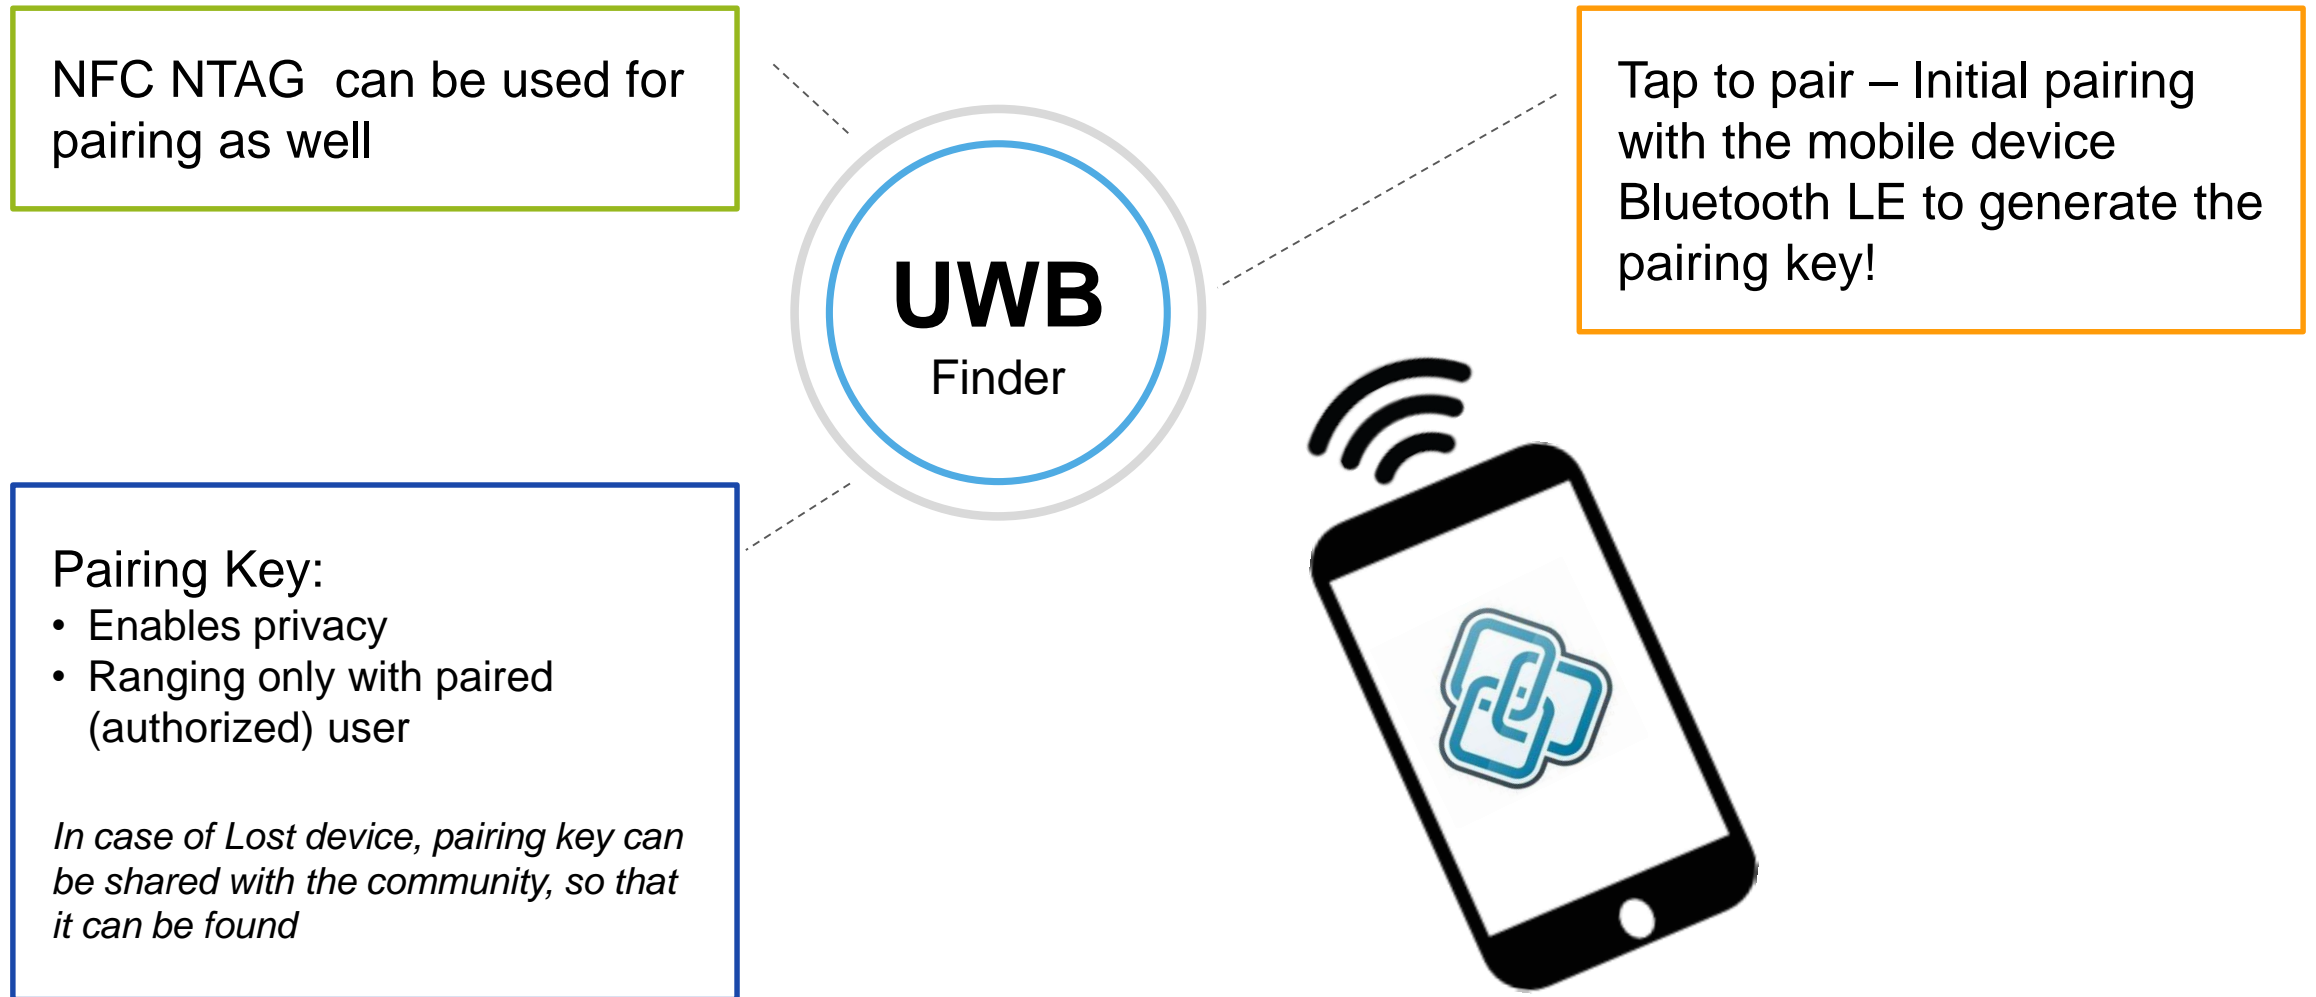 NFC NTAG  can be used for
pairing as well
Tap to pair – Initial pairing
with the mobile device
Bluetooth LE to generate the
pairing key!
UWB
Finder
Pairing Key:
• Enables privacy
• Ranging only with paired
(authorized) user
In case of Lost device, pairing key can
be shared with the community, so that
it can be found